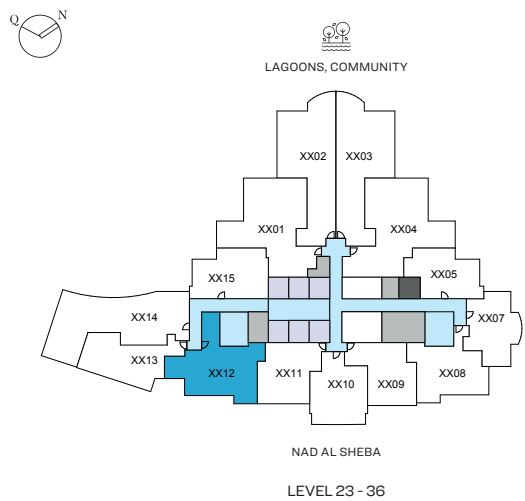 Q N
LAGOONS, COMMUNITY
XX02 XX03
XX01 XX04
XX15 XX05
XX14 XX07
XX13 XX12 XX11 XX10 XX09 XX08
NAD AL SHEBA
LEVEL 23 - 36